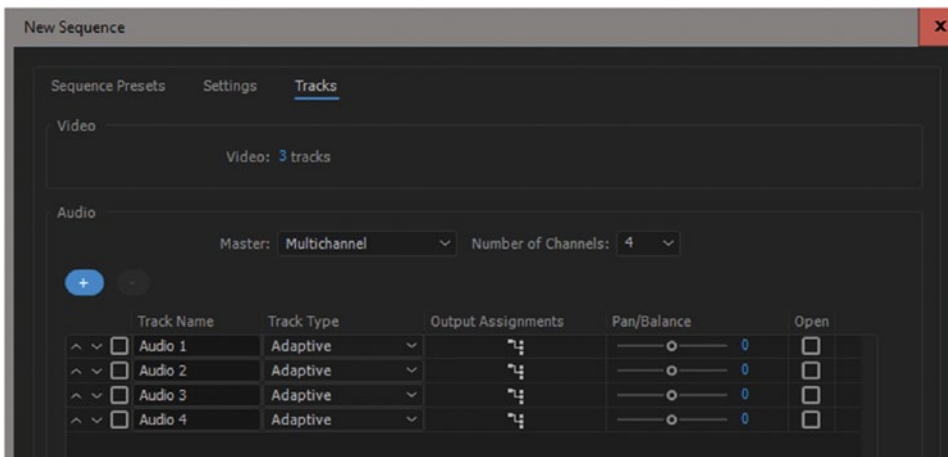 New Sequence
x
Sequence Presets Settings Tracks
Video
Video: 3 tracks
Audio
Master: Multichannel Number of Channels: 4
+ -
Track Name Track Type Output Assignments Pan/Balance Open
Audio 1 Adaptive 0
Audio 2 Adaptive 0
Audio 3 Adaptive 0
Audio 4 Adaptive 0